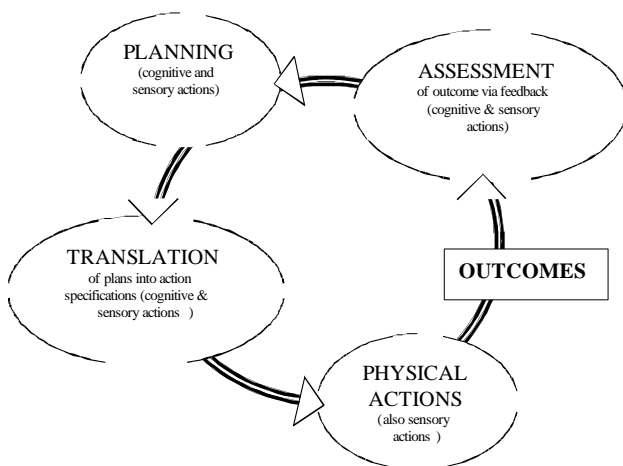 PLANNING
(cognitive and
sensory actions)
ASSESSMENT
of outcome via feedback
(cognitive & sensory
actions)
TRANSLATION
of plans into action
specifications (cognitive &
sensory actions )
OUTCOMES
PHYSICAL
ACTIONS
(also sensory
actions )